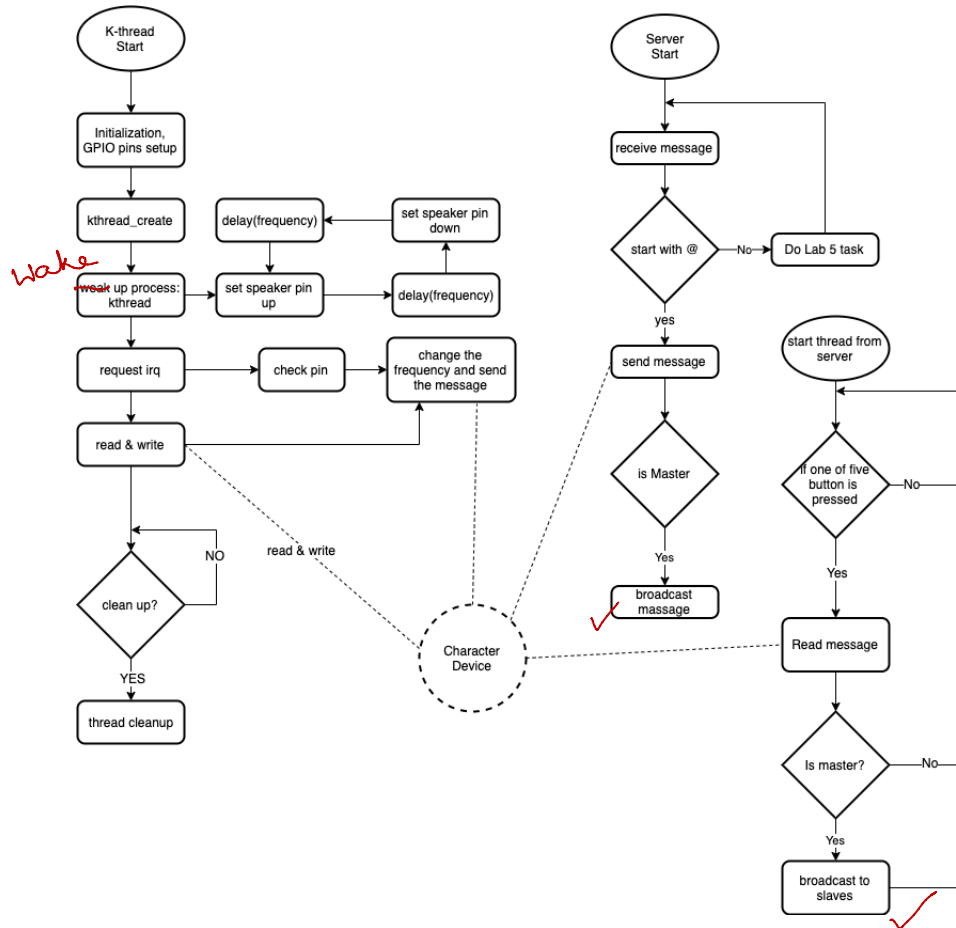 K-thread
Start
Initialization,
GPIO pins setup
kthread_create
Wake
weak up process:
kthread
delay(frequency)
set speaker pin
down
set speaker pin
up
delay(frequency)
request irq
check pin
change the
frequency and send
the message
read & write
read & write
NO
clean up?
YES
thread cleanup
Character
Device
Server
Start
receive message
start with @
No
Do Lab 5 task
yes
send message
is Master
Yes
broadcast
massage
start thread from
server
If one of five
button is
pressed
No
Yes
Read message
Is master?
No
Yes
broadcast to
slaves